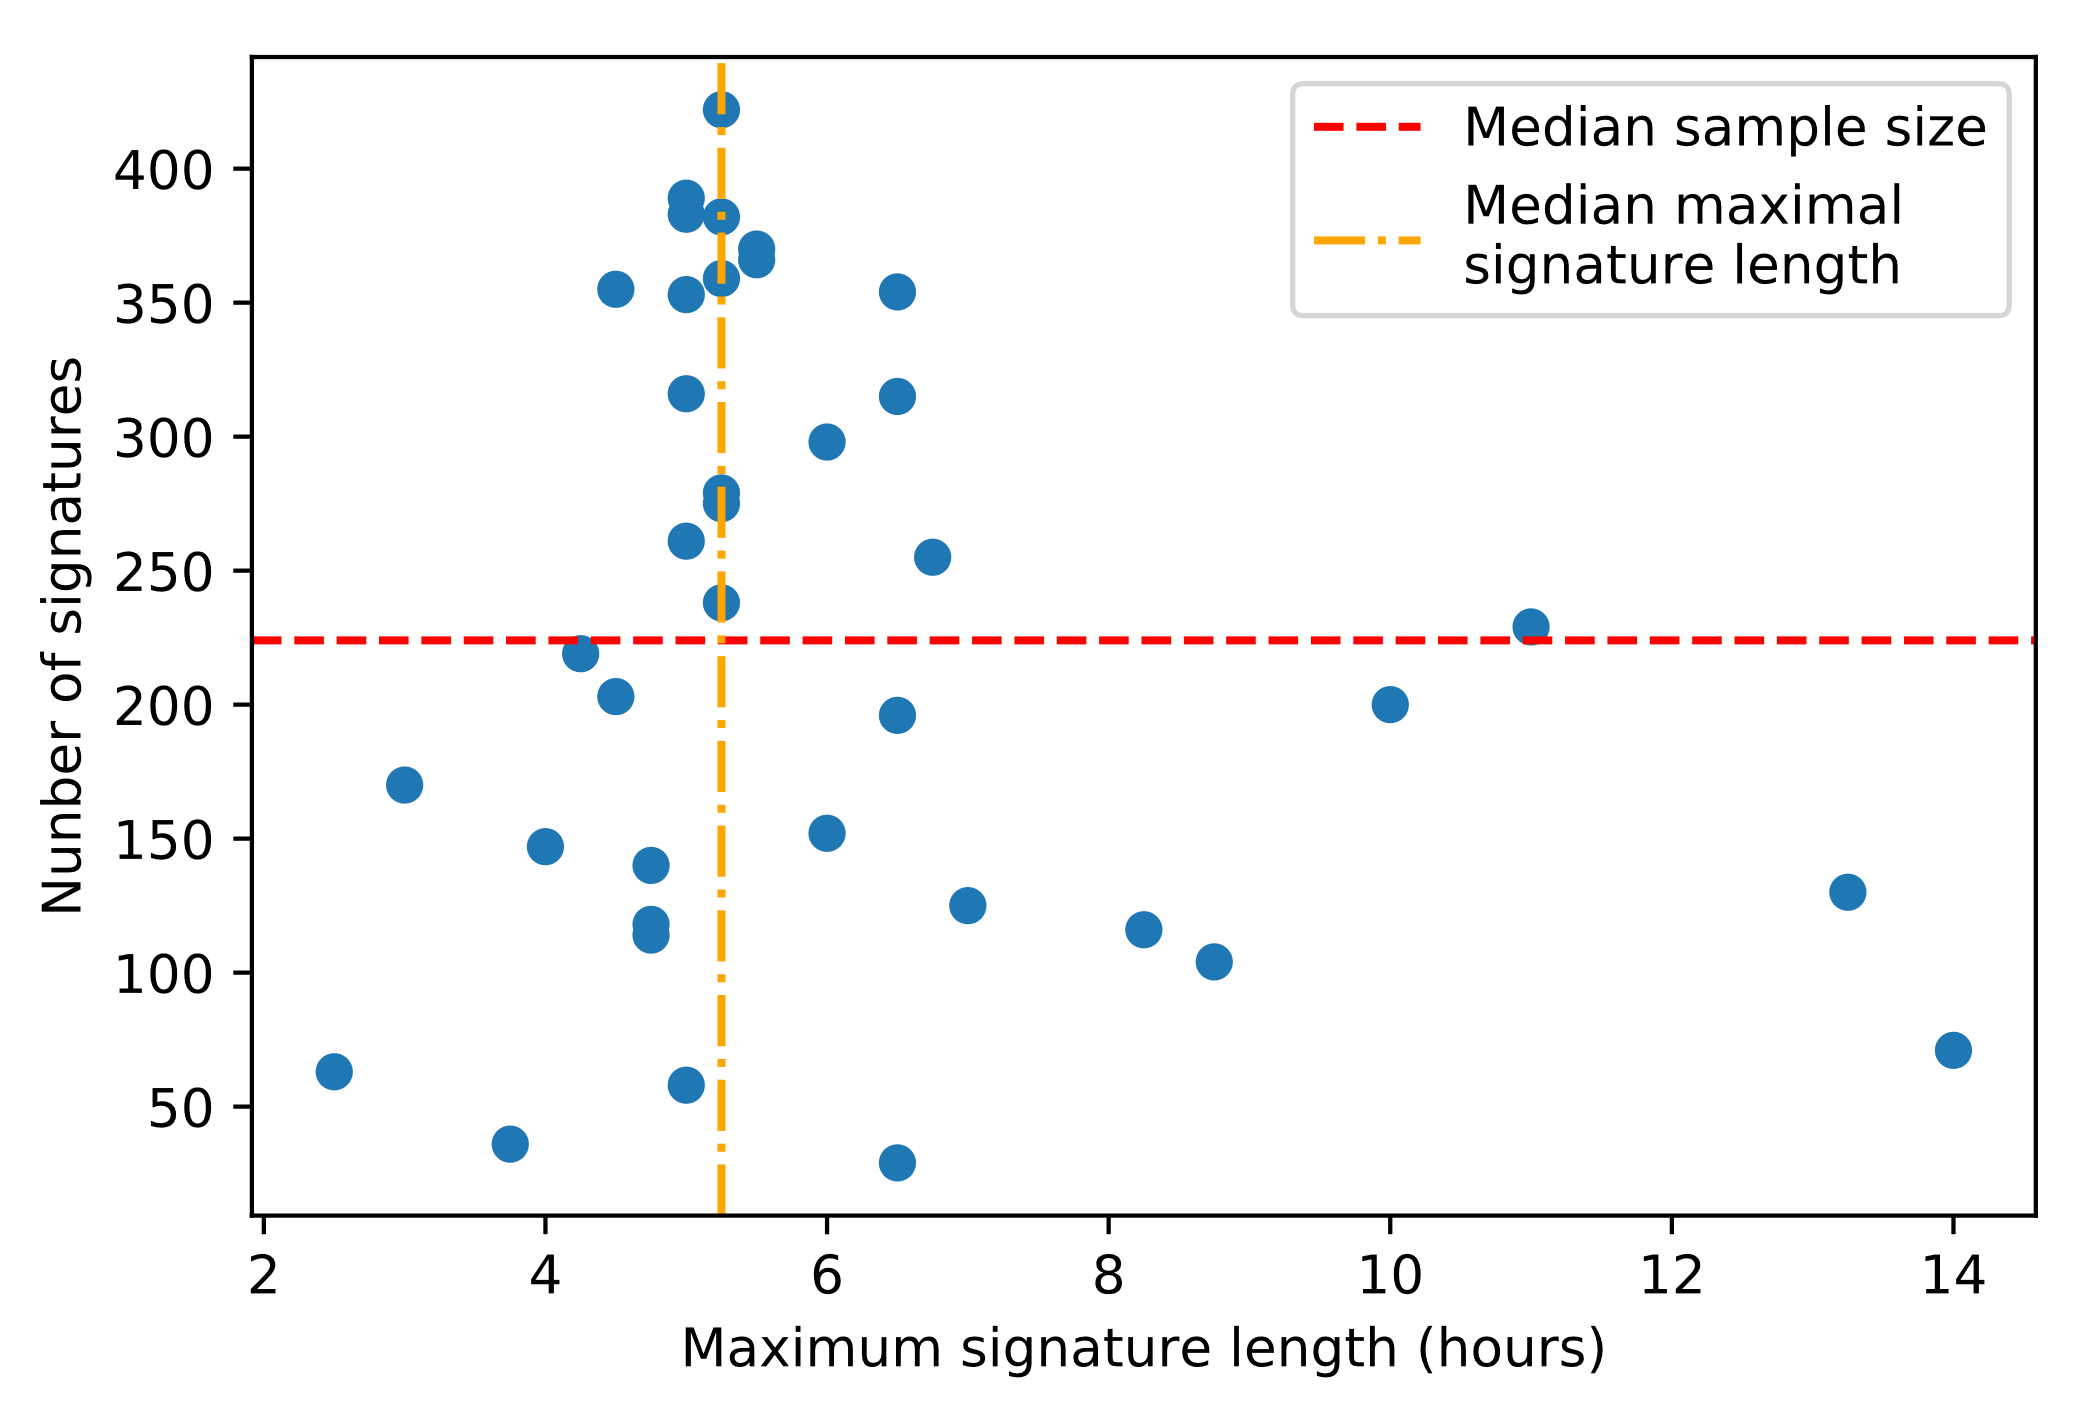 Median sample size
Median maximal
signature length
400
350
300
250
200
150
100
50
Nunber of signatures
2 4 6 8 10 12 14
Maximum signature length (hours)